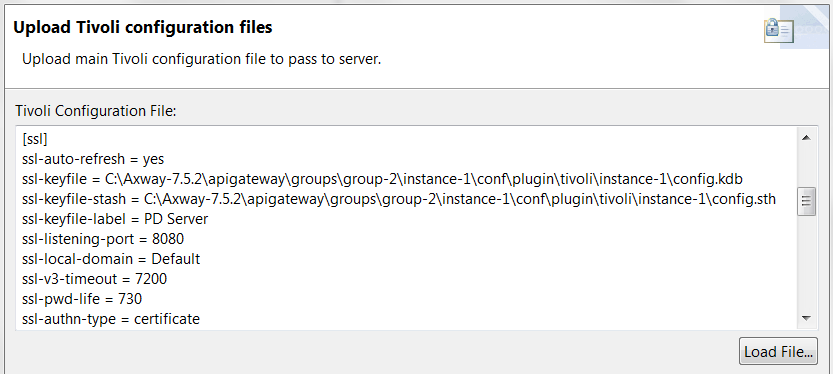 Upload Tivoli configuration files
Upload main Tivoli configuration file to pass to server.
Tivoli Configuration File:
[ssl]
ssl-auto-refresh = yes
ssl-keyfile = C:\Axway-7.5.2\apigateway\groups\group-2\instance-1\conf\plugin\tivoli\instance-1\config.kdb
ssl-keyfile-stash = C:\Axway-7.5.2\apigateway\groups\group-2\instance-1\conf\plugin\tivoli\instance-1\config.sth
ssl-keyfile-label = PD Server
ssl-listening-port = 8080
ssl-local-domain = Default
ssl-v3-timeout = 7200
ssl-pwd-life = 730
ssl-authn-type = certificate
Load File...